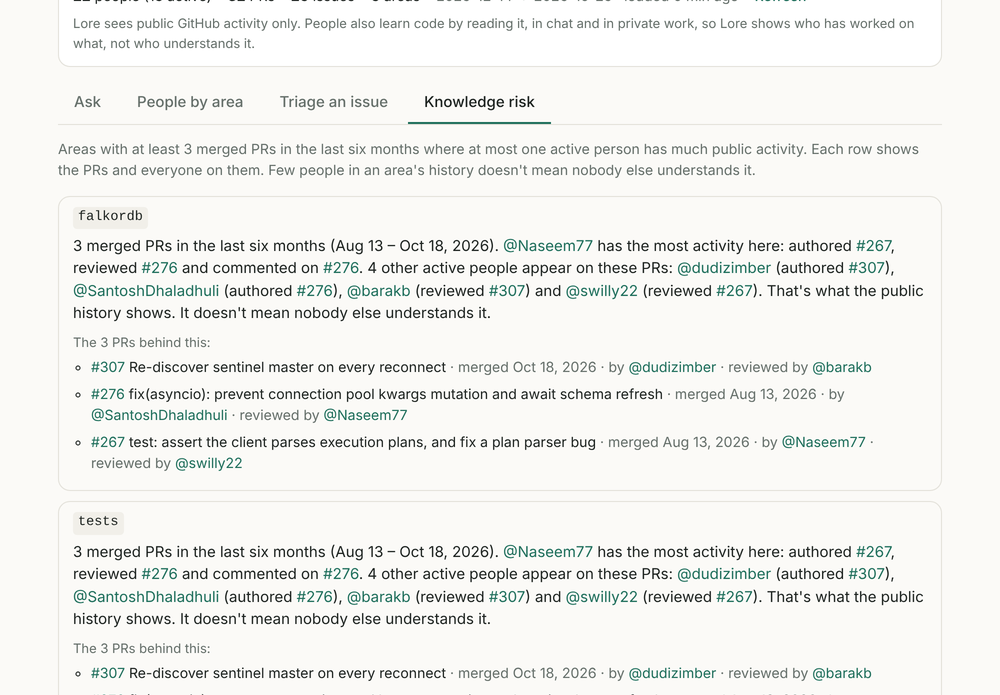 Lore sees public GitHub activity only. People also learn code by reading it, in chat and in private work, so Lore shows who has worked on
what, not who understands it.
Ask People by area Triage an issue Knowledge risk
Areas with at least 3 merged PRs in the last six months where at most one active person has much public activity. Each row shows
the PRs and everyone on them. Few people in an area's history doesn't mean nobody else understands it.
falkordb
3 merged PRs in the last six months (Aug 13 – Oct 18, 2026). @Naseem77 has the most activity here: authored #267,
reviewed #276 and commented on #276. 4 other active people appear on these PRs: @dudizimber (authored #307),
@SantoshDhaladhuli (authored #276), @barakb (reviewed #307) and @swilly22 (reviewed #267). That's what the public
history shows. It doesn't mean nobody else understands it.
The 3 PRs behind this:
#307 Re-discover sentinel master on every reconnect · merged Oct 18, 2026 · by @dudizimber · reviewed by @barakb
#276 fix(asyncio): prevent connection pool kwargs mutation and await schema refresh · merged Aug 13, 2026 · by
@SantoshDhaladhuli · reviewed by @Naseem77
#267 test: assert the client parses execution plans, and fix a plan parser bug · merged Aug 13, 2026 · by @Naseem77 ·
reviewed by @swilly22
tests
3 merged PRs in the last six months (Aug 13 – Oct 18, 2026). @Naseem77 has the most activity here: authored #267,
reviewed #276 and commented on #276. 4 other active people appear on these PRs: @dudizimber (authored #307),
@SantoshDhaladhuli (authored #276), @barakb (reviewed #307) and @swilly22 (reviewed #267). That's what the public
history shows. It doesn't mean nobody else understands it.
The 3 PRs behind this:
#307 Re-discover sentinel master on every reconnect · merged Oct 18, 2026 · by @dudizimber · reviewed by @barakb